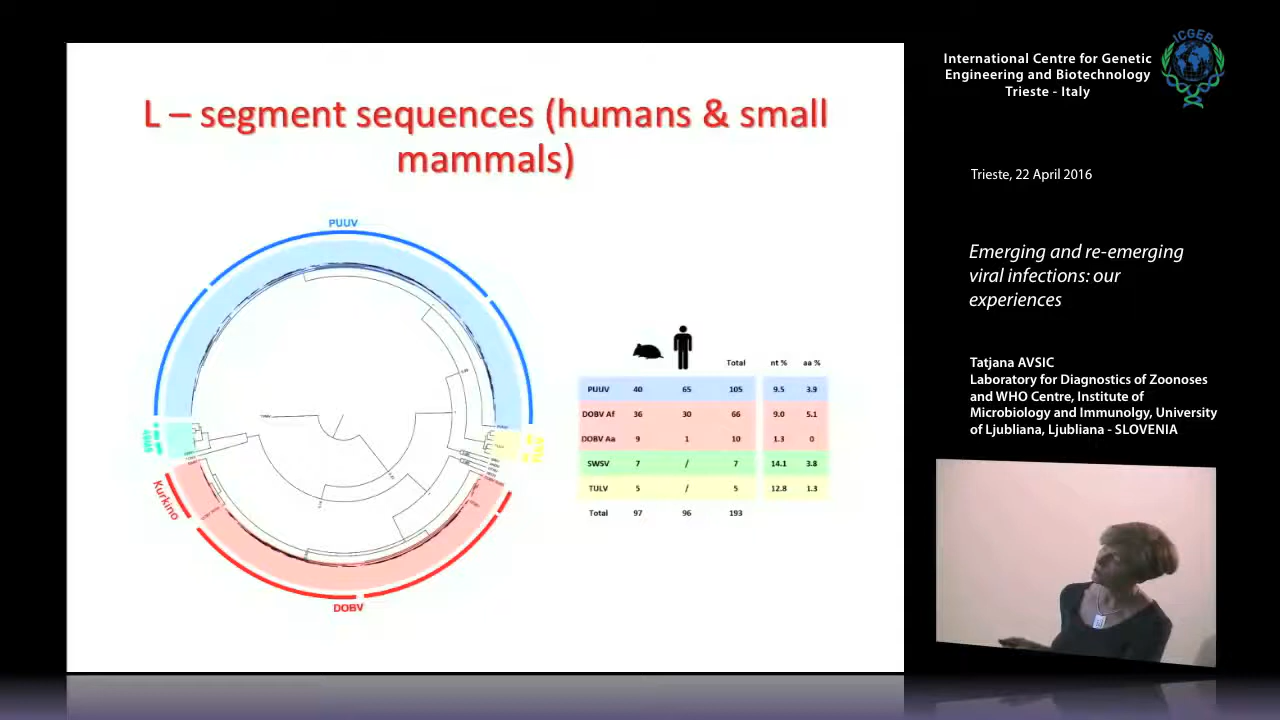 L – segment sequences (humans & small
mammals)
PUUV
Kurkino
DOBV
Total nt % aa %
PUUV 40 65 105 9.5 3.9
DOBV Af 36 30 66 9.0 5.1
DOBV Aa 9 1 10 1.3 0
SWSV 7 / 7 14.1 3.8
TULV 5 / 5 12.8 1.3
Total 97 96 193
ICGEB
International Centre for Genetic
Engineering and Biotechnology
Trieste - Italy
Trieste, 22 April 2016
Emerging and re-emerging
viral infections: our
experiences
Tatjana AVSIC
Laboratory for Diagnostics of Zoonoses
and WHO Centre, Institute of
Microbiology and Immunolgy, University
of Ljubliana, Ljubliana - SLOVENIA